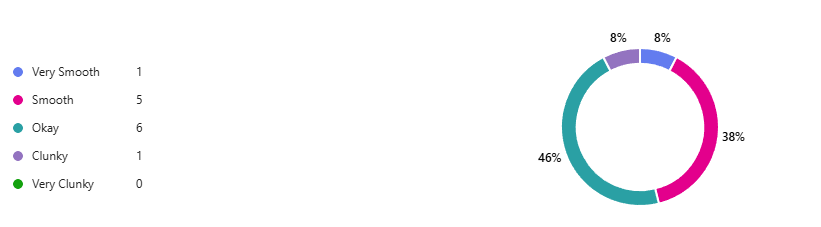 8% 8%
Very Smooth 1
Smooth 5
Okay 6
38%
Clunky 1
46%
Very Clunky 0